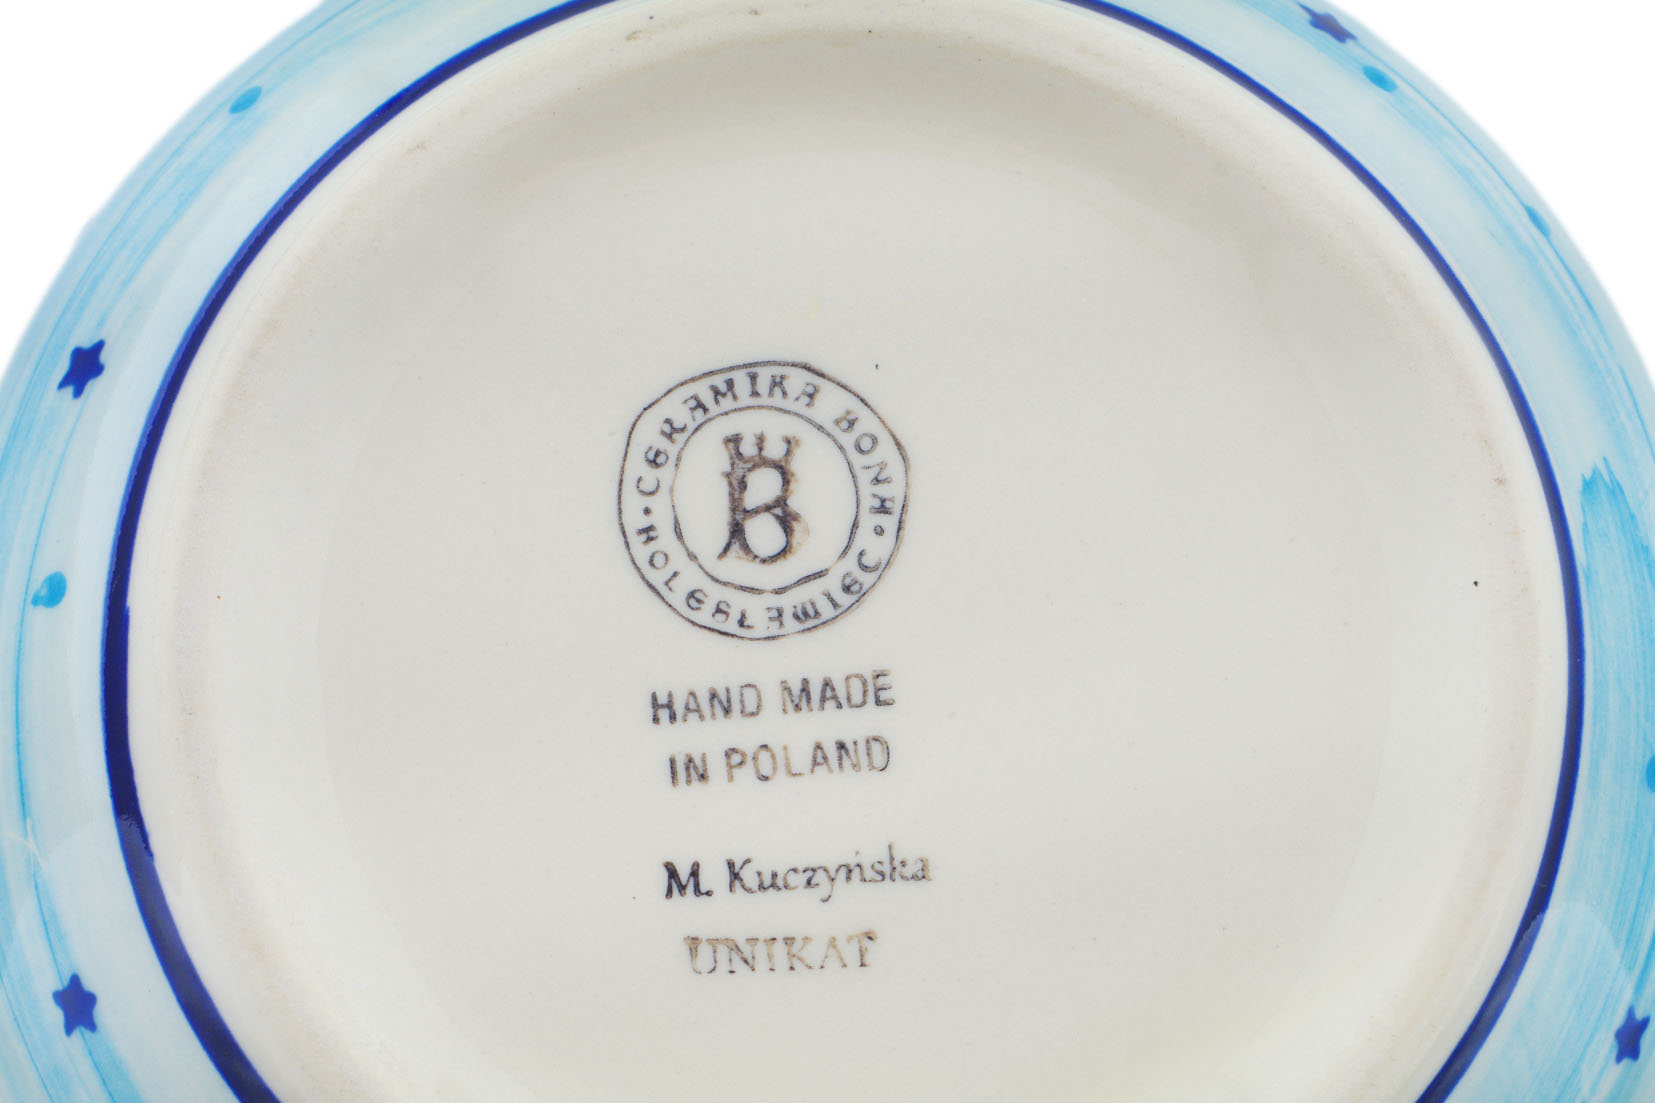 CERAMIKA BONA
· BOLESŁAWIEC ·
B
HAND MADE
IN POLAND
M. Kuczyńska
UNIKAT